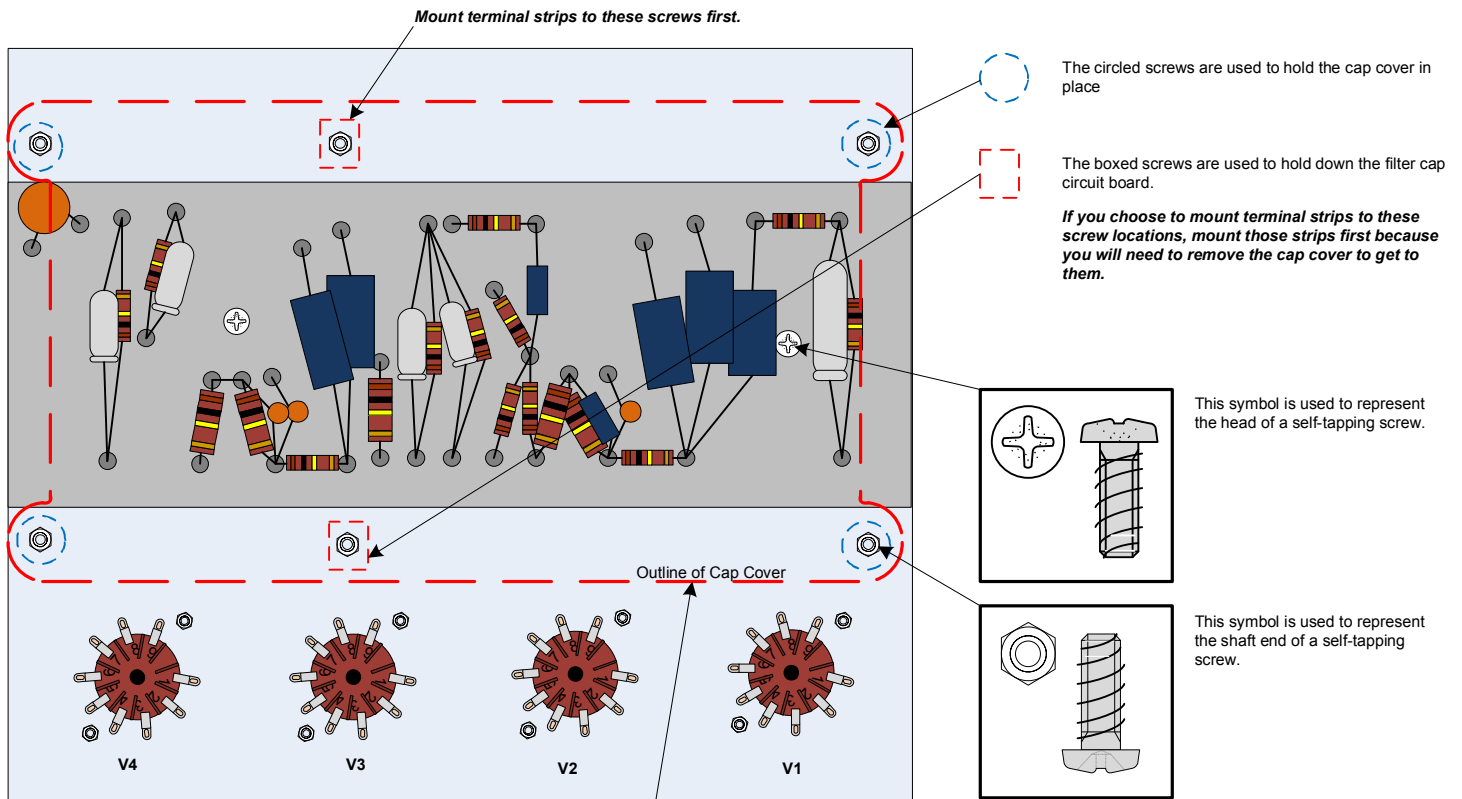 Mount terminal strips to these screws first.
The circled screws are used to hold the cap cover in
place
The boxed screws are used to hold down the filter cap
circuit board.
If you choose to mount terminal strips to these
screw locations, mount those strips first because
you will need to remove the cap cover to get to
them.
This symbol is used to represent
the head of a self-tapping screw.
Outline of Cap Cover
This symbol is used to represent
the shaft end of a self-tapping
screw.
V4
V3
V2
V1